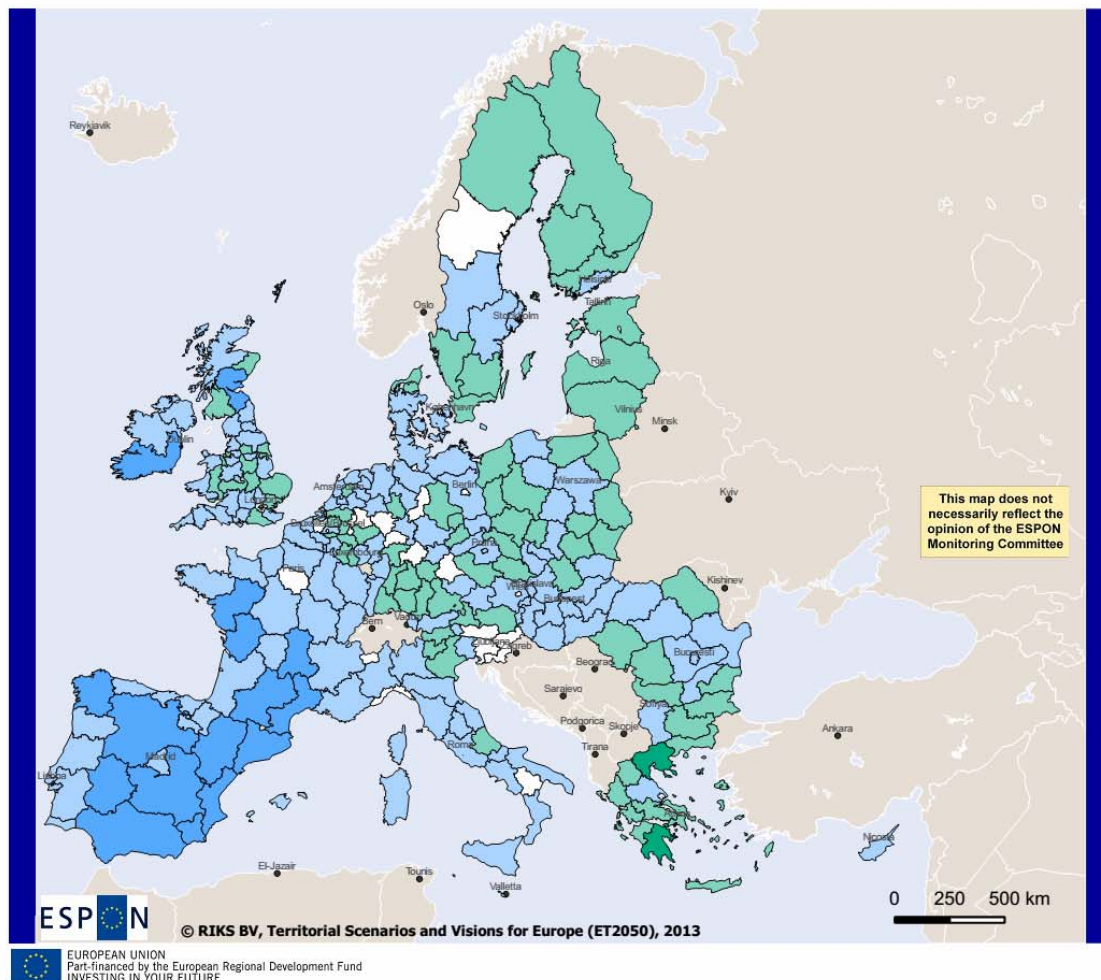 Reykjavik
Oslo
Helsinki
Tallinn
Stockholm
Riga
København
Vilnius
Minsk
Dublin
Amsterdam
Berlin
Warszawa
London
Kyiv
This map does not
necessarily reflect the
opinion of the ESPON
Monitoring Committee
Luxembourg
Praha
Paris
Kishinev
Budapest
Bern
Ljubljana
Zagreb
Beograd
Bucuresti
Sarajevo
Sofiya
Podgorica
Skopje
Ankara
Roma
Tirana
Madrid
Lisboa
Nicosia
El-Jazair
Tounis
Valletta
0 250 500 km
ESPON
© RIKS BV, Territorial Scenarios and Visions for Europe (ET2050), 2013
EUROPEAN UNION
Part-financed by the European Regional Development Fund
INVESTING IN YOUR FUTURE